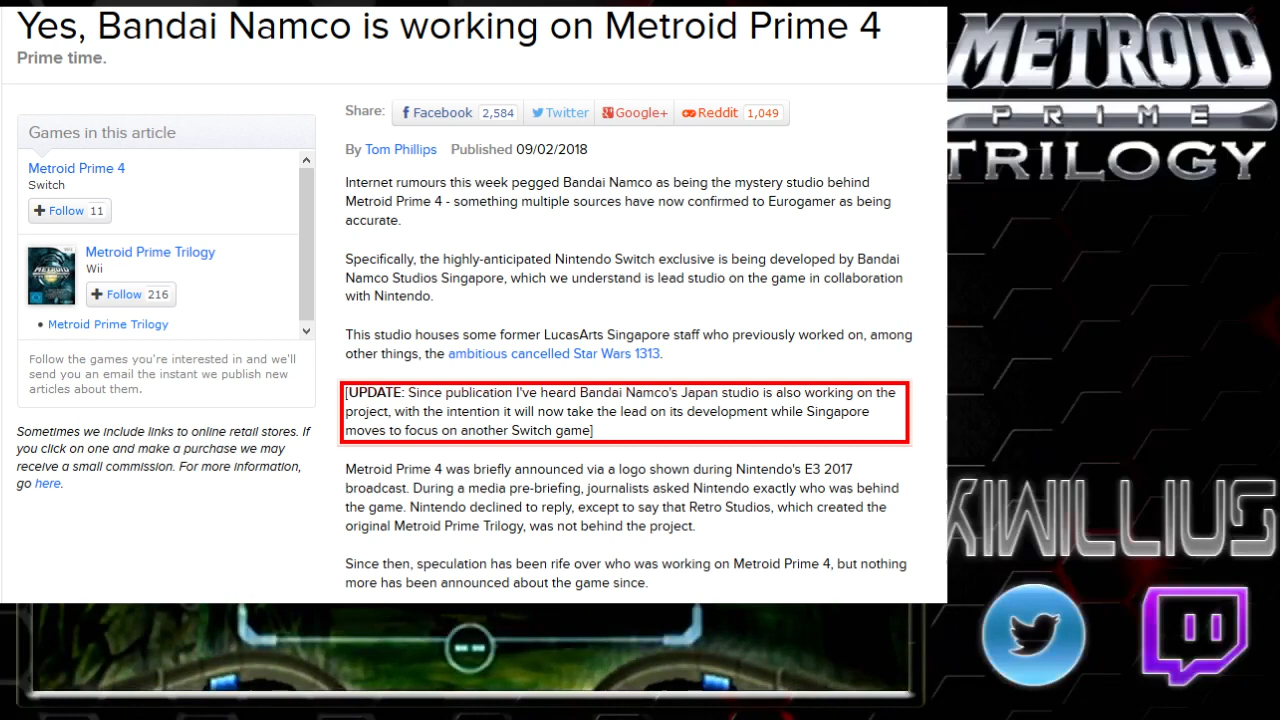 Yes, Bandai Namco is working on Metroid Prime 4
Prime time.
Games in this article
Metroid Prime 4
Switch
Follow 11
Metroid Prime Trilogy
Wii
Follow 216
Metroid Prime Trilogy
Follow the games you're interested in and we'll
send you an email the instant we publish new
articles about them.
Sometimes we include links to online retail stores. If
you click on one and make a purchase we may
receive a small commission. For more information,
go here.
Share: Facebook 2,584 Twitter Google+ Reddit 1,049
By Tom Phillips Published 09/02/2018
Internet rumours this week pegged Bandai Namco as being the mystery studio behind
Metroid Prime 4 - something multiple sources have now confirmed to Eurogamer as being
accurate.
Specifically, the highly-anticipated Nintendo Switch exclusive is being developed by Bandai
Namco Studios Singapore, which we understand is lead studio on the game in collaboration
with Nintendo.
This studio houses some former LucasArts Singapore staff who previously worked on, among
other things, the ambitious cancelled Star Wars 1313.
[UPDATE: Since publication I've heard Bandai Namco's Japan studio is also working on the
project, with the intention it will now take the lead on its development while Singapore
moves to focus on another Switch game]
Metroid Prime 4 was briefly announced via a logo shown during Nintendo's E3 2017
broadcast. During a media pre-briefing, journalists asked Nintendo exactly who was behind
the game. Nintendo declined to reply, except to say that Retro Studios, which created the
original Metroid Prime Trilogy, was not behind the project.
Since then, speculation has been rife over who was working on Metroid Prime 4, but nothing
more has been announced about the game since.
METROID
PRIME
TRILOGY
KIWILLIUS